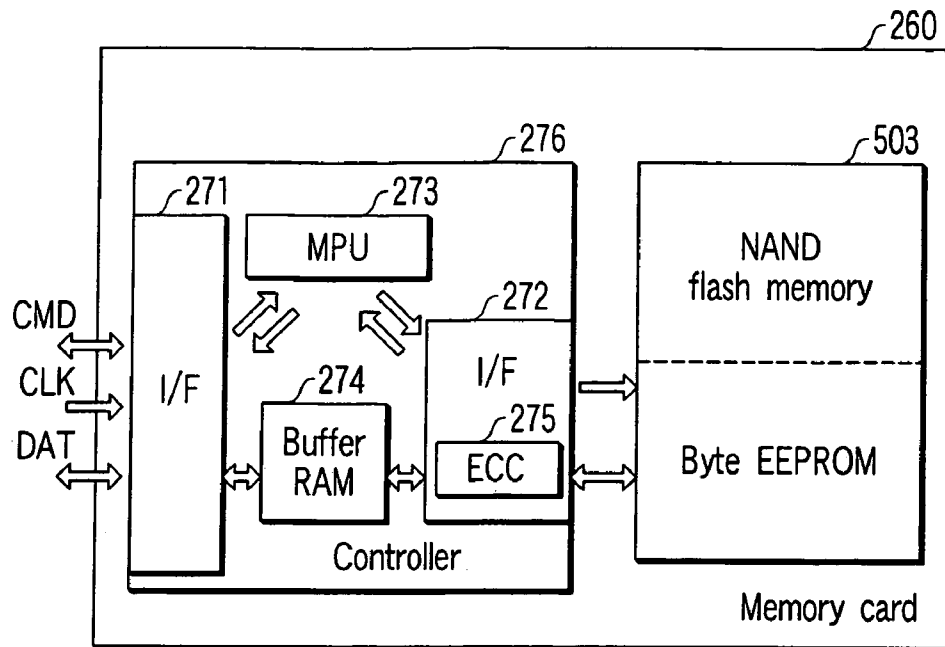 260
276
503
271
273
MPU
NAND
flash memory
272
CMD
I/F
274
I/F
CLK
275
Buffer
RAM
ECC
Byte EEPROM
DAT
Controller
Memory card